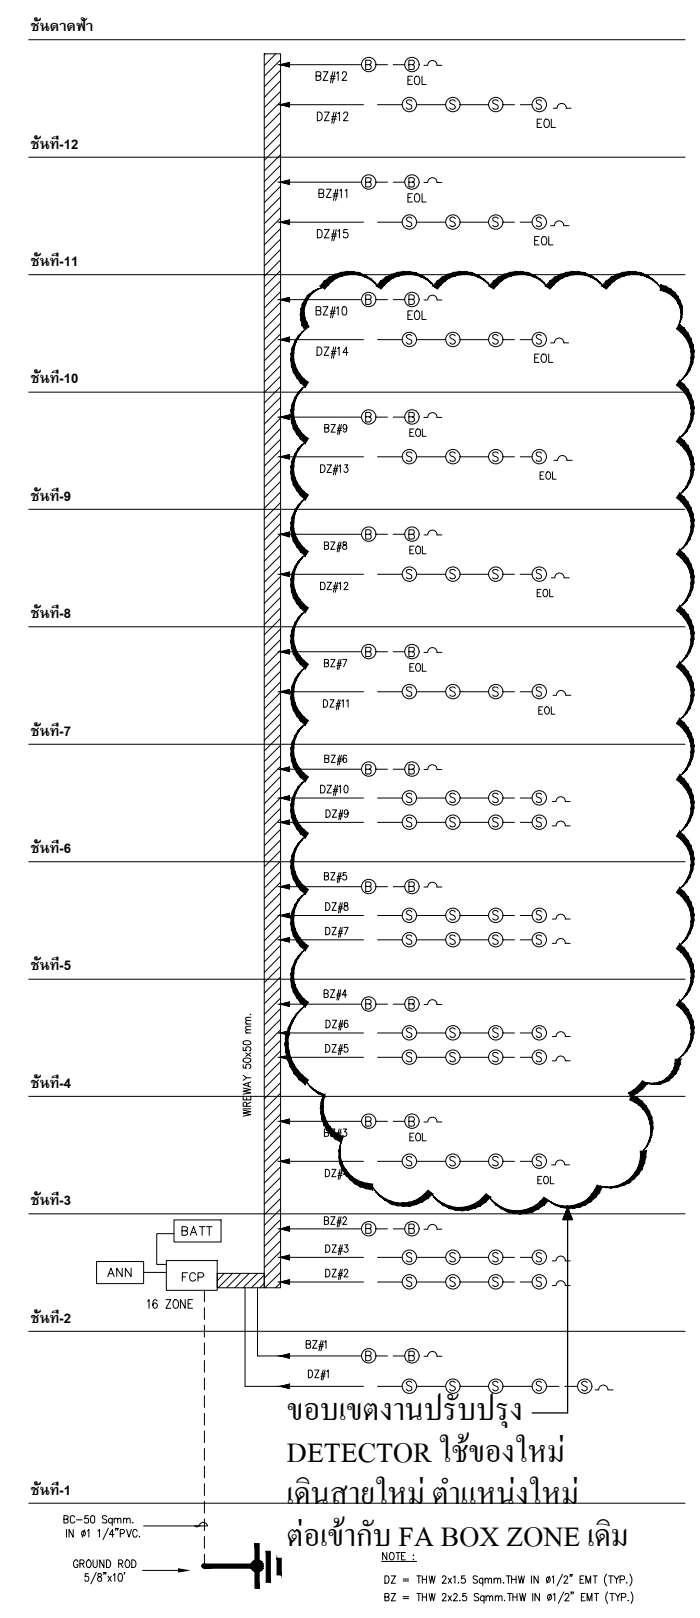 ชั้นดาดฟ้า
BZ#12 EOL
DZ#12 EOL
ชั้นที่-12
BZ#11 EOL
DZ#15 EOL
ชั้นที่-11
BZ#10 EOL
DZ#14 EOL
ชั้นที่-10
BZ#9 EOL
DZ#13 EOL
ชั้นที่-9
BZ#8 EOL
DZ#12 EOL
ชั้นที่-8
BZ#7 EOL
DZ#11 EOL
ชั้นที่-7
BZ#6
DZ#10
DZ#9
ชั้นที่-6
BZ#5
DZ#8
DZ#7
ชั้นที่-5
BZ#4
DZ#6
DZ#5
WIREWAY 50x50 mm.
ชั้นที่-4
BZ#3 EOL
DZ# EOL
ชั้นที่-3
BZ#2
DZ#3
DZ#2
BATT
ANN
FCP
16 ZONE
ชั้นที่-2
BZ#1
DZ#1
ขอบเขตงานปรับปรุง
DETECTOR ใช้ของใหม่
เดินสายใหม่ ตำแหน่งใหม่
ต่อเข้ากับ FA BOX ZONE เดิม
ชั้นที่-1
BC-50 Sqmm.
IN ø1 1/4"PVC.
GROUND ROD
5/8"x10'
NOTE :
DZ = THW 2x1.5 Sqmm.THW IN ø1/2" EMT (TYP.)
BZ = THW 2x2.5 Sqmm.THW IN ø1/2" EMT (TYP.)